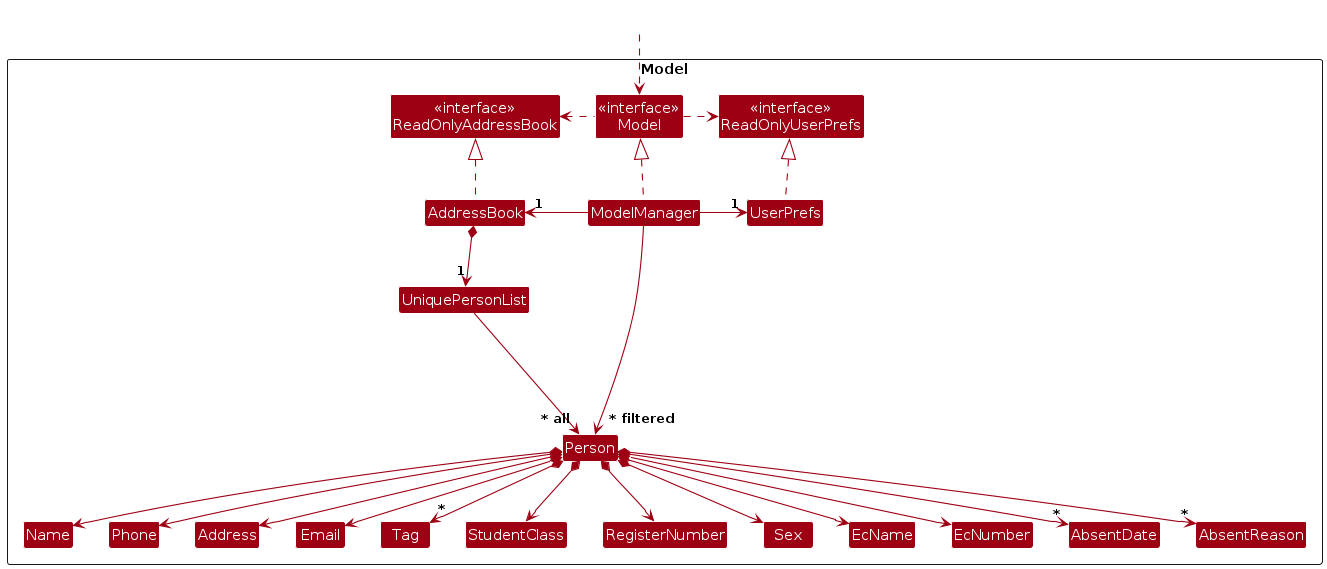 Model
«interface»
ReadOnlyAddressBook
«interface»
Model
«interface»
ReadOnlyUserPrefs
AddressBook
1
ModelManager
1
UserPrefs
1
UniquePersonList
* all
* filtered
Person
*
*
*
Name
Phone
Address
Email
Tag
StudentClass
RegisterNumber
Sex
EcName
EcNumber
AbsentDate
AbsentReason